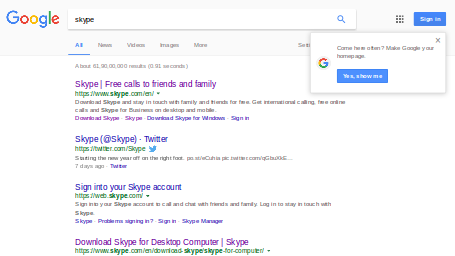 Google
skype
Sign in
All News Videos Images More
Come here often? Make Google your
homepage.
Yes, show me
About 61,90,00,000 results (0.81 seconds)
Skype | Free calls to friends and family
https://www.skype.com/en/
Download Skype and stay in touch with family and friends for free. Get international calling, free online
calls and Skype for Business on desktop and mobile.
Download Skype · Skype · Download Skype for Windows · Sign in
Skype (@Skype) · Twitter
https://twitter.com/Skype
Starting the new year off on the right foot.
7 days ago · Twitter
Sign into your Skype account
https://web.skype.com/
Sign into your Skype account to call and chat with friends and family. Log in to stay in touch with
Skype.
Skype · Problems signing in? · Sign in · Skype Manager
Download Skype for Desktop Computer | Skype
https://www.skype.com/en/download-skype/skype-for-computer/